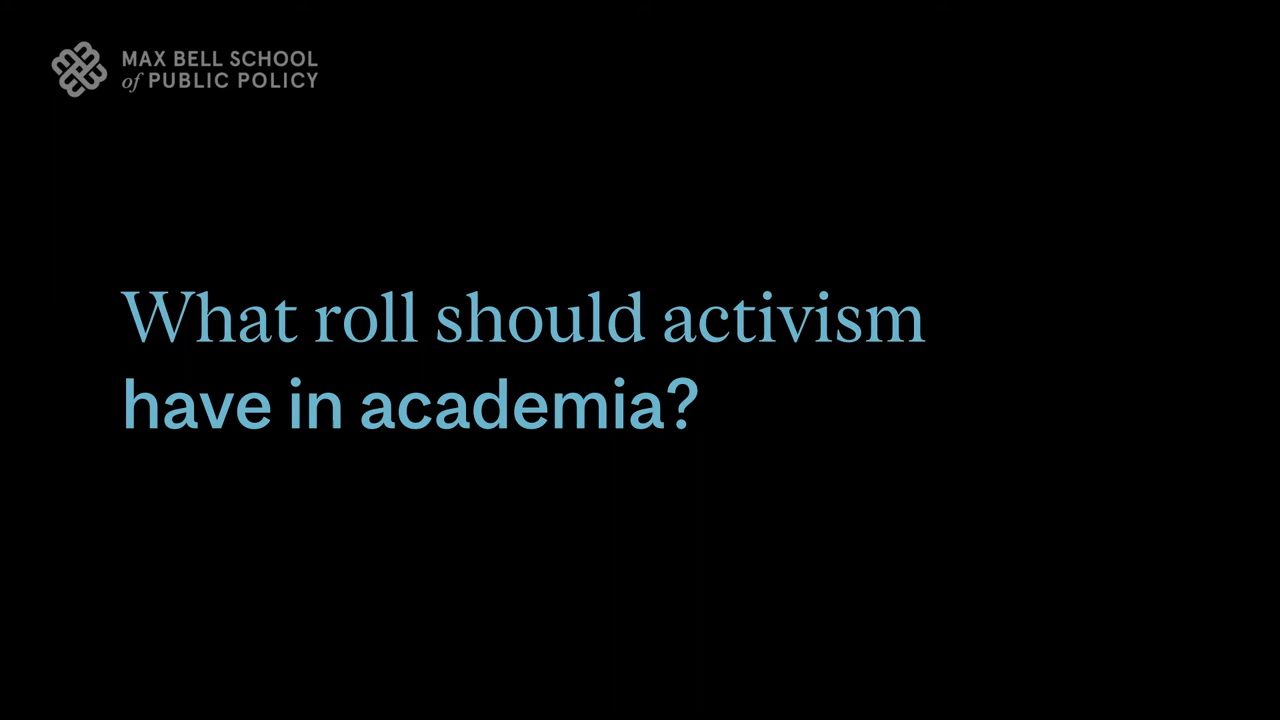 MAX BELL SCHOOL
of PUBLIC POLICY
What roll should activism
have in academia?